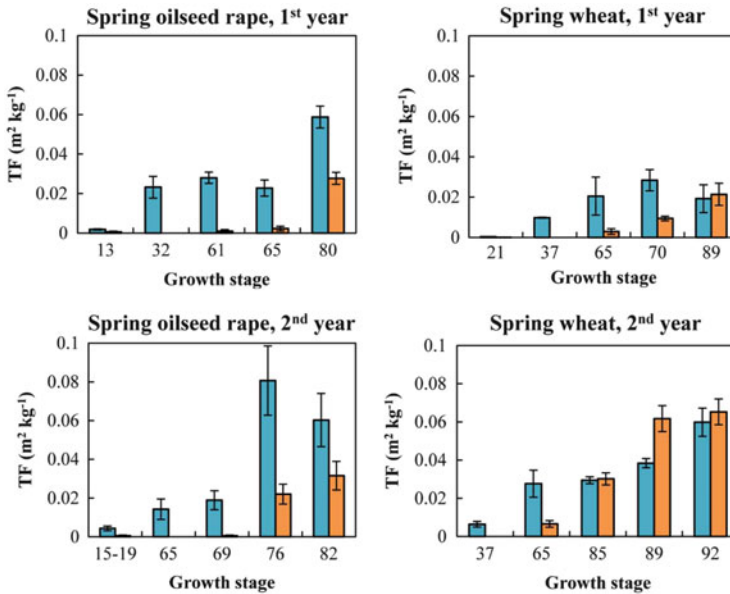 Spring oilseed rape, 1st year
TF (m² kg⁻¹)
0.1
0.08
0.06
0.04
0.02
0
13 32 61 65 80
Growth stage
Spring wheat, 1st year
TF (m² kg⁻¹)
0.1
0.08
0.06
0.04
0.02
0
21 37 65 70 89
Growth stage
Spring oilseed rape, 2nd year
TF (m² kg⁻¹)
0.1
0.08
0.06
0.04
0.02
0
15-19 65 69 76 82
Growth stage
Spring wheat, 2nd year
TF (m² kg⁻¹)
0.1
0.08
0.06
0.04
0.02
0
37 65 85 89 92
Growth stage